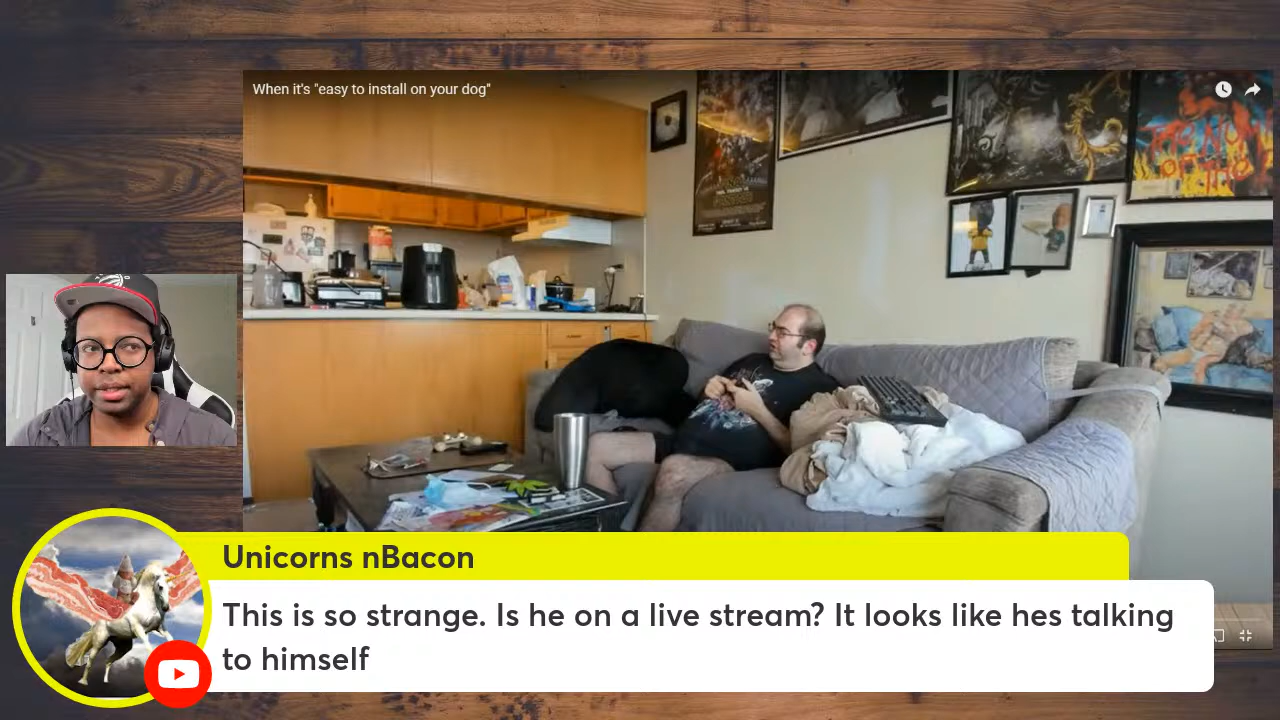 When it's "easy to install on your dog"
Unicorns nBacon
This is so strange. Is he on a live stream? It looks like hes talking
to himself